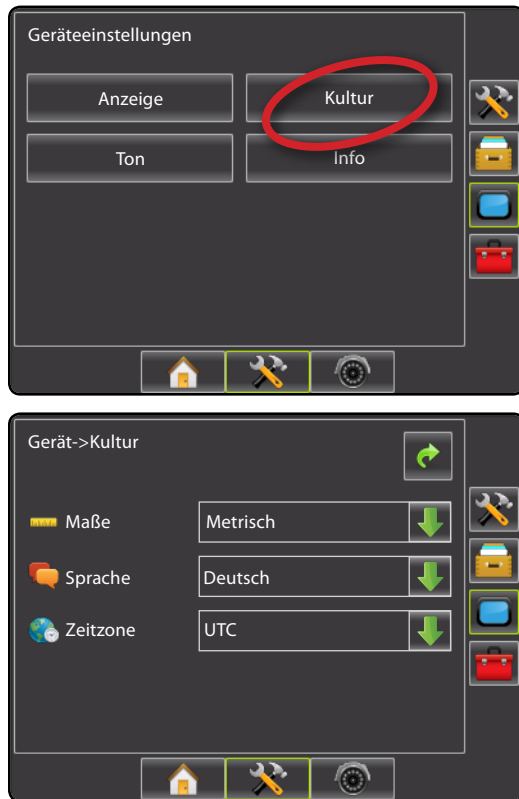 Geräteeinstellungen
Anzeige Kultur
Ton Info
Gerät->Kultur
Maße Metrisch
Sprache Deutsch
Zeitzone UTC